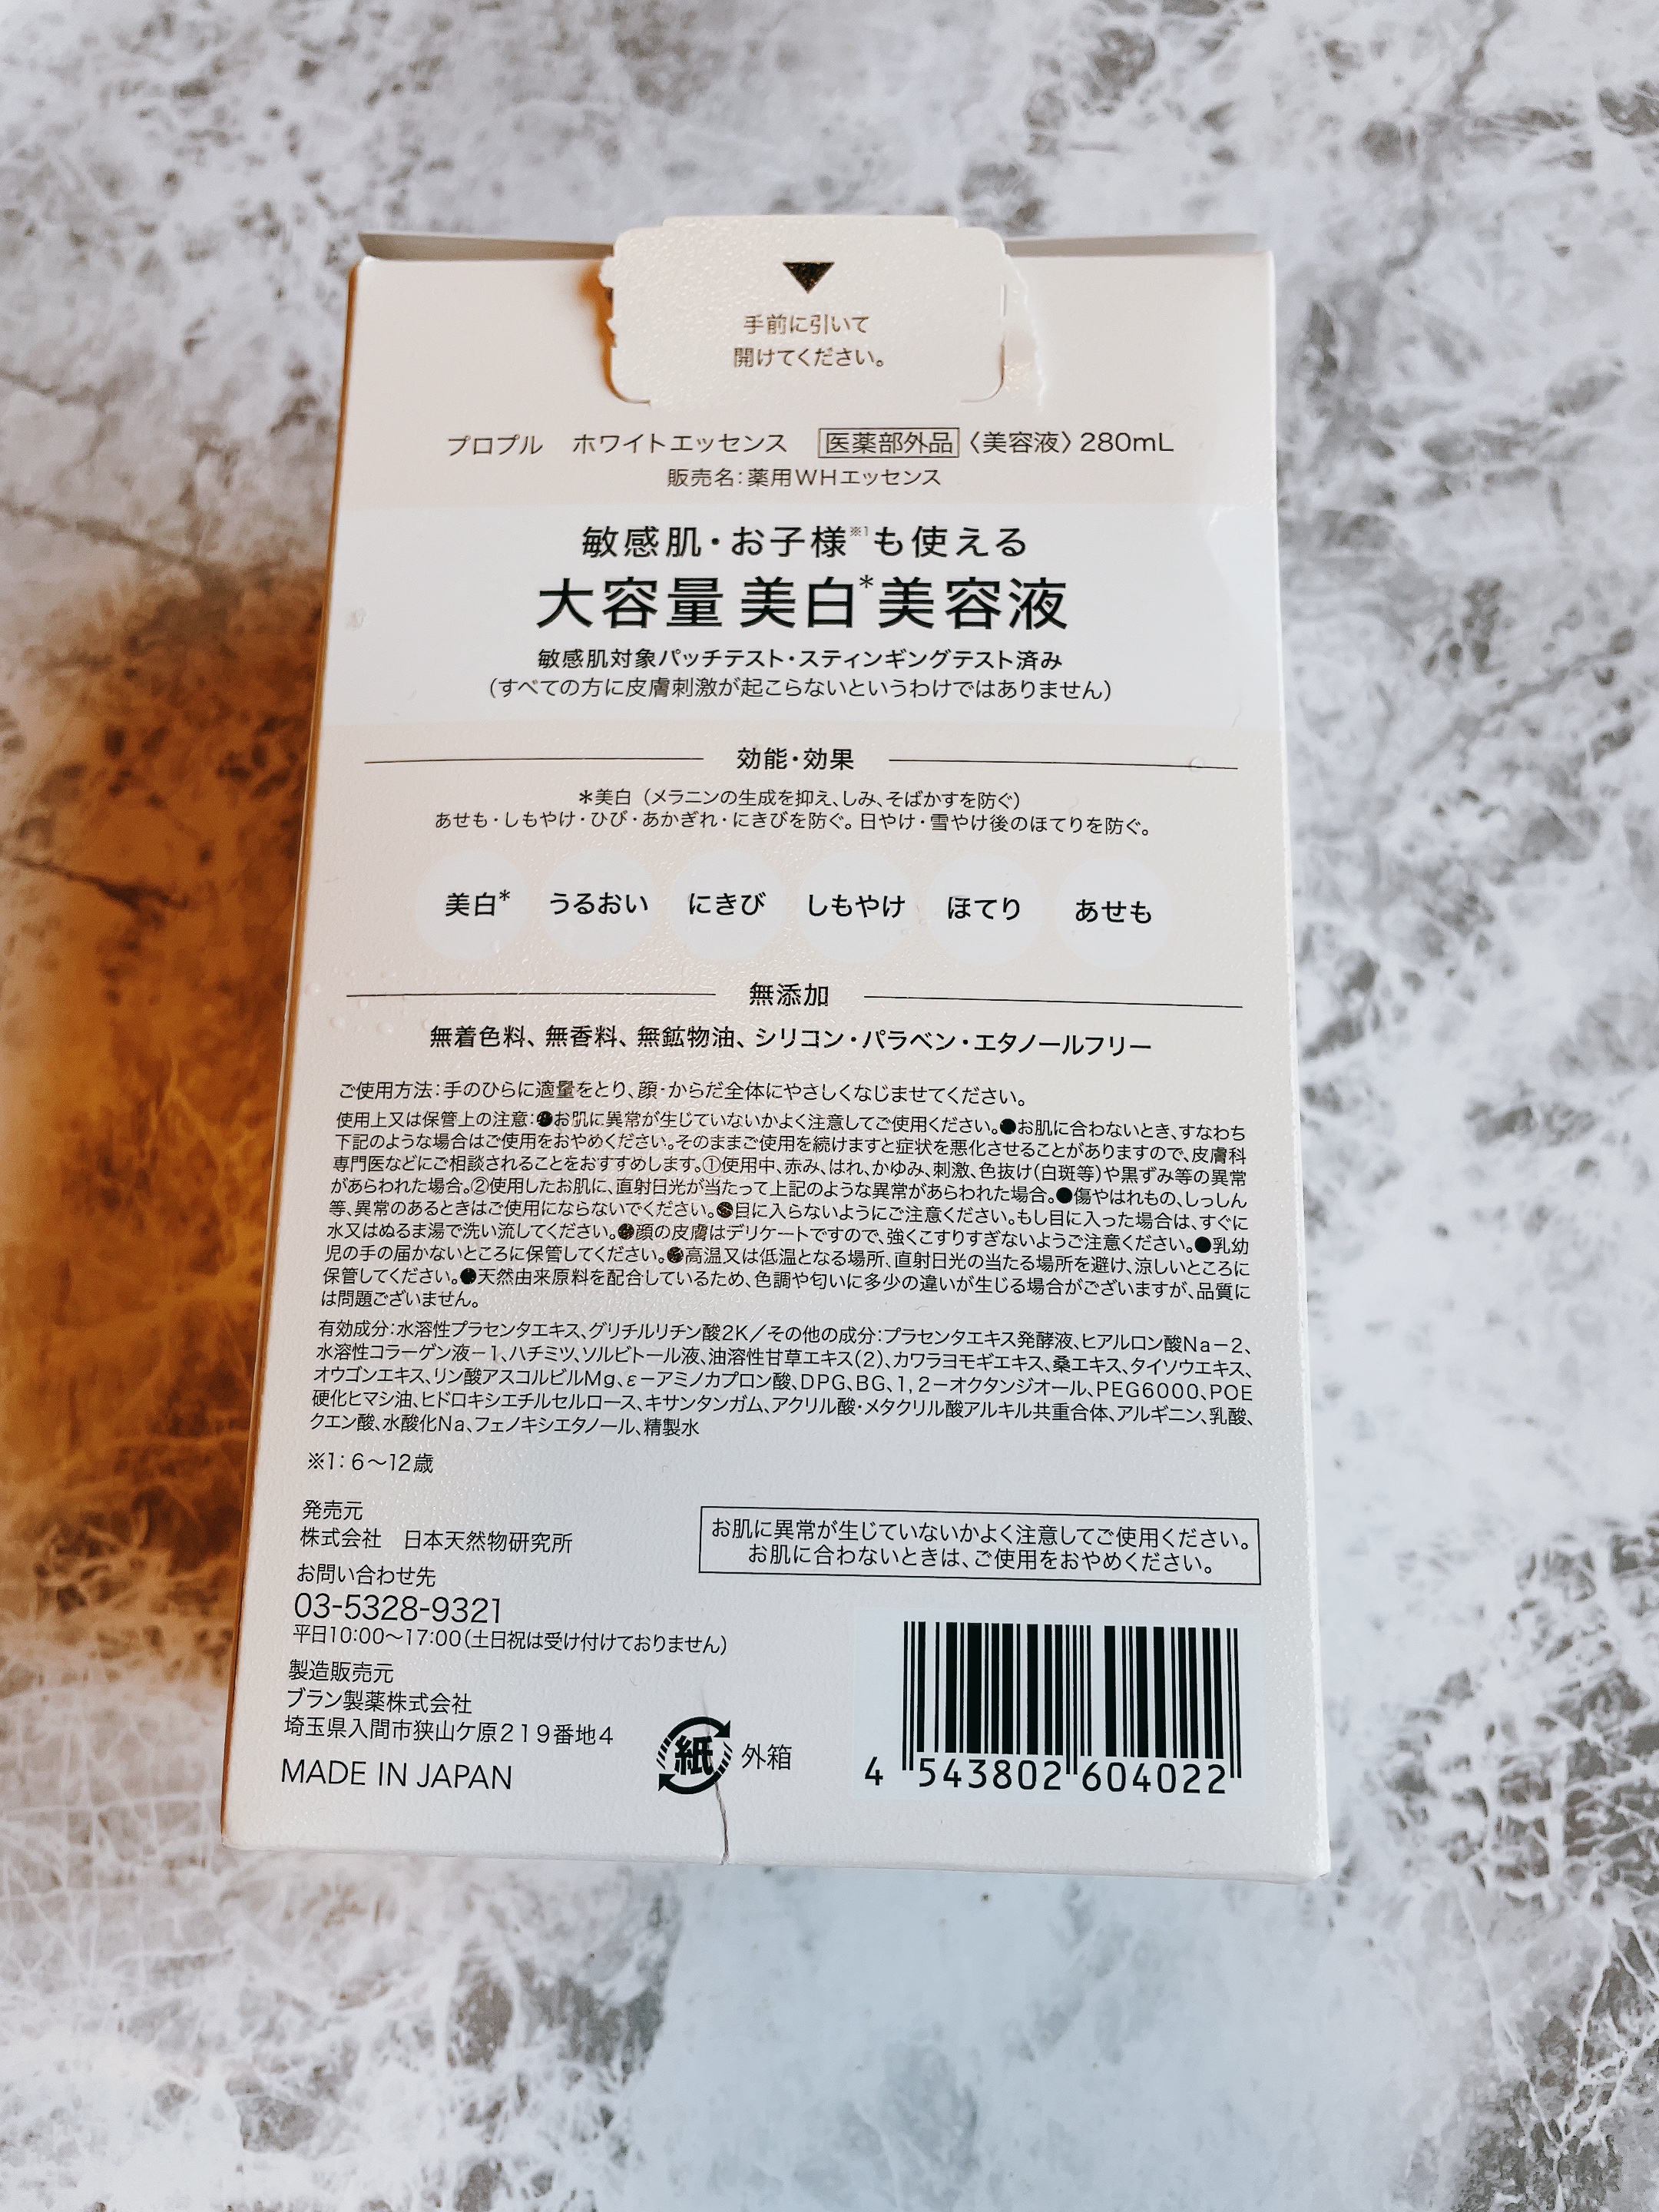 手前に引いて
開けてください。
プロプル　ホワイトエッセンス　医薬部外品〈美容液〉280mL
販売名：薬用WHエッセンス
敏感肌・お子様※1も使える
大容量 美白*美容液
敏感肌対象パッチテスト・スティンギングテスト済み
(すべての方に皮膚刺激が起こらないというわけではありません)
効能・効果
＊美白（メラニンの生成を抑え、しみ、そばかすを防ぐ）
あせも・しもやけ・ひび・あかぎれ・にきびを防ぐ。日やけ・雪やけ後のほてりを防ぐ。
美白* うるおい にきび しもやけ ほてり あせも
無添加
無着色料、無香料、無鉱物油、シリコン・パラベン・エタノールフリー
ご使用方法：手のひらに適量をとり、顔・からだ全体にやさしくなじませてください。
使用上又は保管上の注意：●お肌に異常が生じていないかよく注意してご使用ください。●お肌に合わないとき、すなわち
下記のような場合はご使用をおやめください。そのままご使用を続けますと症状を悪化させることがありますので、皮膚科
専門医などにご相談されることをおすすめします。①使用中、赤み、はれ、かゆみ、刺激、色抜け(白斑等)や黒ずみ等の異常
があらわれた場合。②使用したお肌に、直射日光が当たって上記のような異常があらわれた場合。●傷やはれもの、しっしん
等、異常のあるときはご使用にならないでください。●目に入らないようにご注意ください。もし目に入った場合は、すぐに
水又はぬるま湯で洗い流してください。●顔の皮膚はデリケートですので、強くこすりすぎないようご注意ください。●乳幼
児の手の届かないところに保管してください。●高温又は低温となる場所、直射日光の当たる場所を避け、涼しいところに
保管してください。●天然由来原料を配合しているため、色調や匂いに多少の違いが生じる場合がございますが、品質に
は問題ございません。
有効成分：水溶性プラセンタエキス、グリチルリチン酸2K／その他の成分：プラセンタエキス発酵液、ヒアルロン酸Na－2、
水溶性コラーゲン液－1、ハチミツ、ソルビトール液、油溶性甘草エキス(2)、カワラヨモギエキス、桑エキス、タイソウエキス、
オウゴンエキス、リン酸アスコルビルMg、ε－アミノカプロン酸、DPG、BG、1,2－オクタンジオール、PEG6000、POE
硬化ヒマシ油、ヒドロキシエチルセルロース、キサンタンガム、アクリル酸・メタクリル酸アルキル共重合体、アルギニン、乳酸、
クエン酸、水酸化Na、フェノキシエタノール、精製水
※1：6～12歳
発売元
株式会社　日本天然物研究所
お問い合わせ先
03-5328-9321
平日10:00～17:00(土日祝は受け付けておりません)
製造販売元
ブラン製薬株式会社
埼玉県入間市狭山ケ原219番地4
MADE IN JAPAN
紙 外箱
お肌に異常が生じていないかよく注意してご使用ください。
お肌に合わないときは、ご使用をおやめください。
4 543802 604022